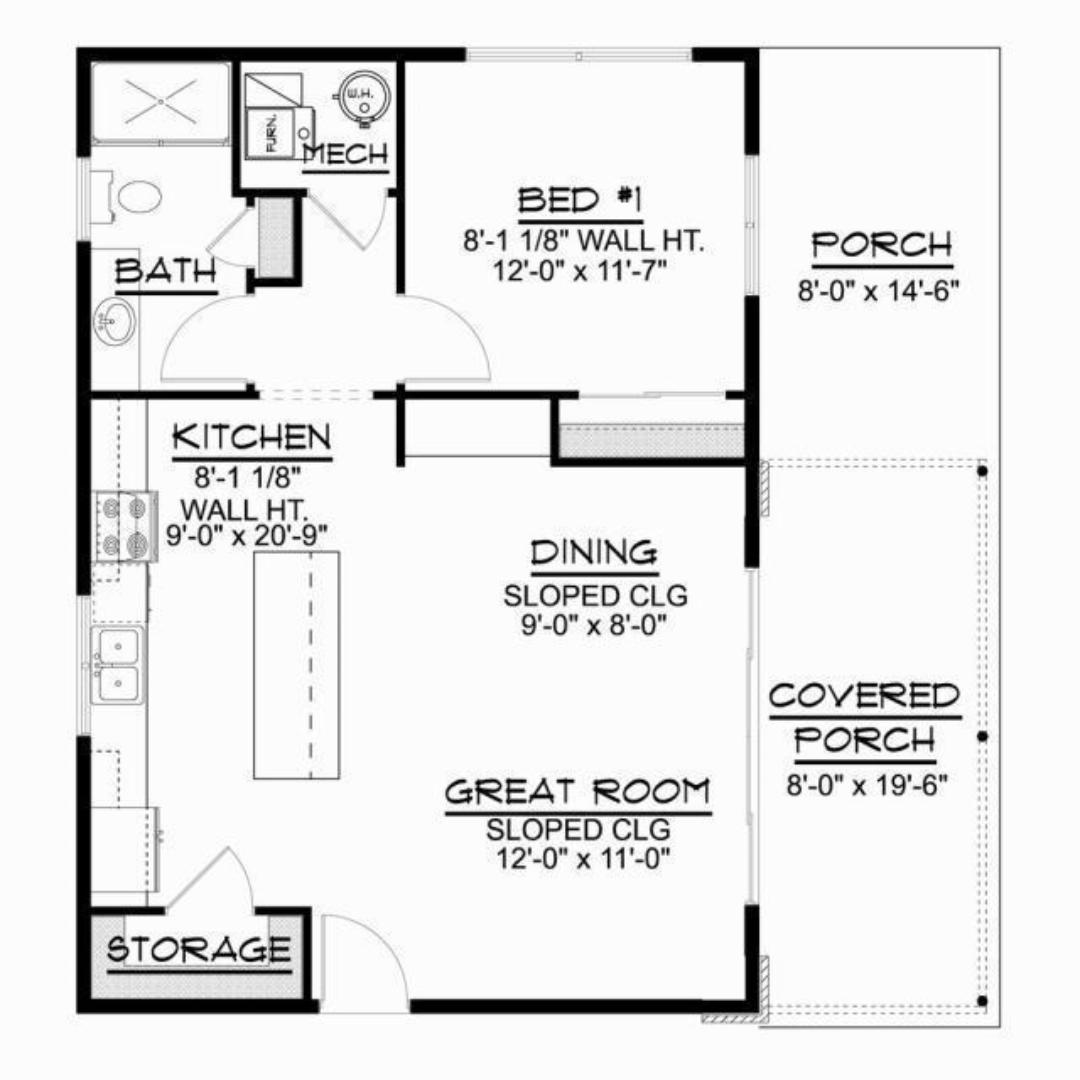 W.H.
FURN.
MECH
BED #1
8'-1 1/8" WALL HT.
12'-0" x 11'-7"
PORCH
8'-0" x 14'-6"
BATH
KITCHEN
8'-1 1/8"
WALL HT.
9'-0" x 20'-9"
DINING
SLOPED CLG
9'-0" x 8'-0"
COVERED
PORCH
8'-0" x 19'-6"
GREAT ROOM
SLOPED CLG
12'-0" x 11'-0"
STORAGE